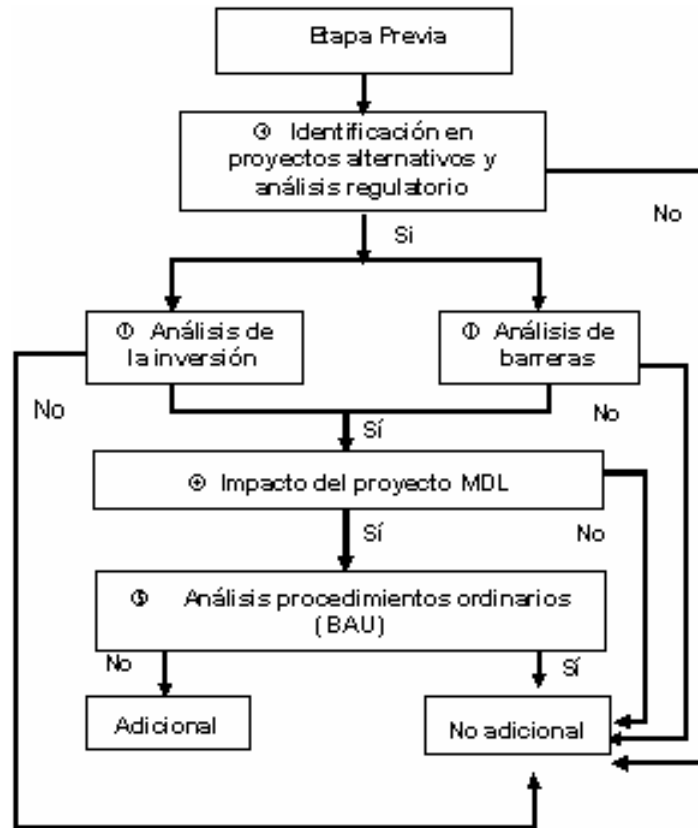 Etapa Previa
③ Identificación en
proyectos alternativos y
análisis regulatorio
No
Si
① Análisis de
la inversión
① Análisis de
barreras
No
No
Sí
④ Impacto del proyecto MDL
Sí
No
⑤ Análisis procedimientos ordinarios
(BAU)
No
Sí
Adicional
No adicional